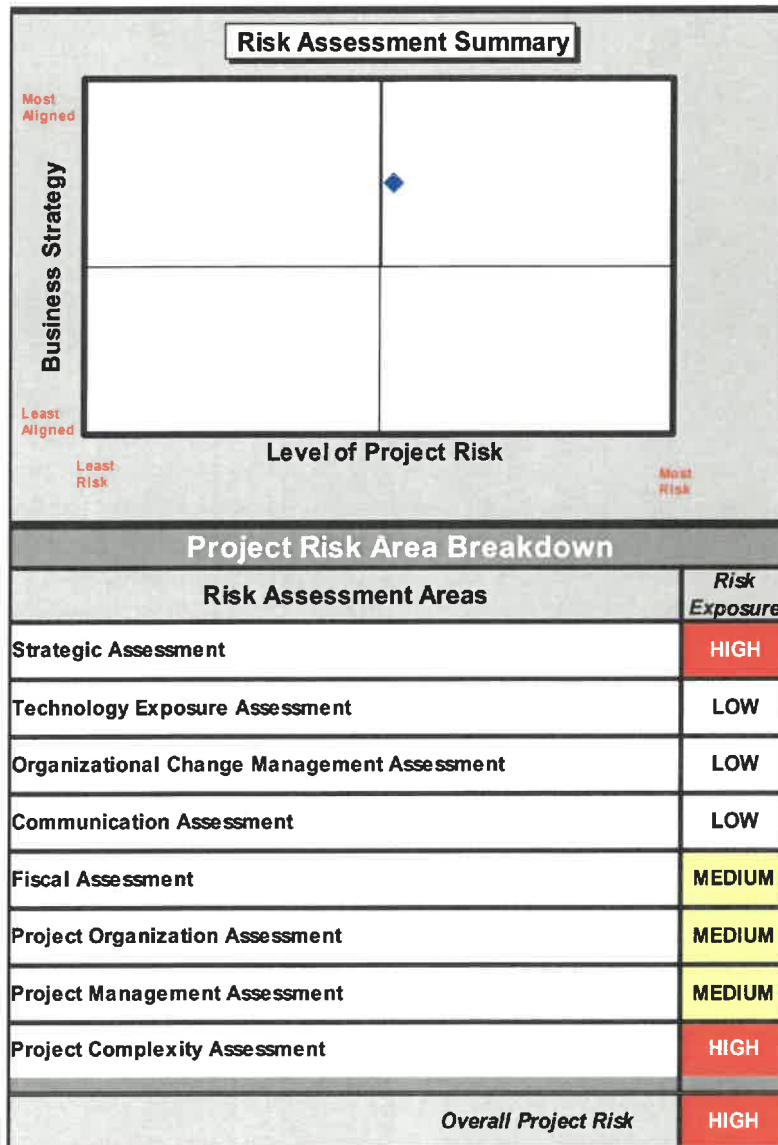 Risk Assessment Summary
Most
Aligned
Business Strategy
Least
Aligned
Level of Project Risk
Least
Risk
Most
Risk
Project Risk Area Breakdown
Risk Assessment Areas
Risk
Exposure
Strategic Assessment
HIGH
Technology Exposure Assessment
LOW
Organizational Change Management Assessment
LOW
Communication Assessment
LOW
Fiscal Assessment
MEDIUM
Project Organization Assessment
MEDIUM
Project Management Assessment
MEDIUM
Project Complexity Assessment
HIGH
Overall Project Risk
HIGH